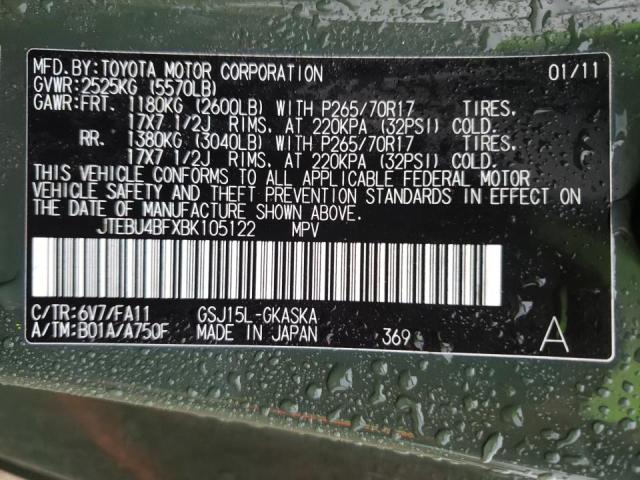 MFD.BY:TOYOTA MOTOR CORPORATION 01/11
GVWR:2525KG (5570LB)
GAWR:FRT. 1180KG (2600LB) WITH P265/70R17 TIRES,
17X7 1/2J RIMS, AT 220KPA (32PSI) COLD.
RR. 1380KG (3040LB) WITH P265/70R17 TIRES,
17X7 1/2J RIMS, AT 220KPA (32PSI) COLD.
THIS VEHICLE CONFORMS TO ALL APPLICABLE FEDERAL MOTOR
VEHICLE SAFETY AND THEFT PREVENTION STANDARDS IN EFFECT ON
THE DATE OF MANUFACTURE SHOWN ABOVE.
JTEBU4BFXBK105122 MPV
C/TR:6V7/FA11 GSJ15L-GKASKA
A/TM:B01A/A750F MADE IN JAPAN 369 A